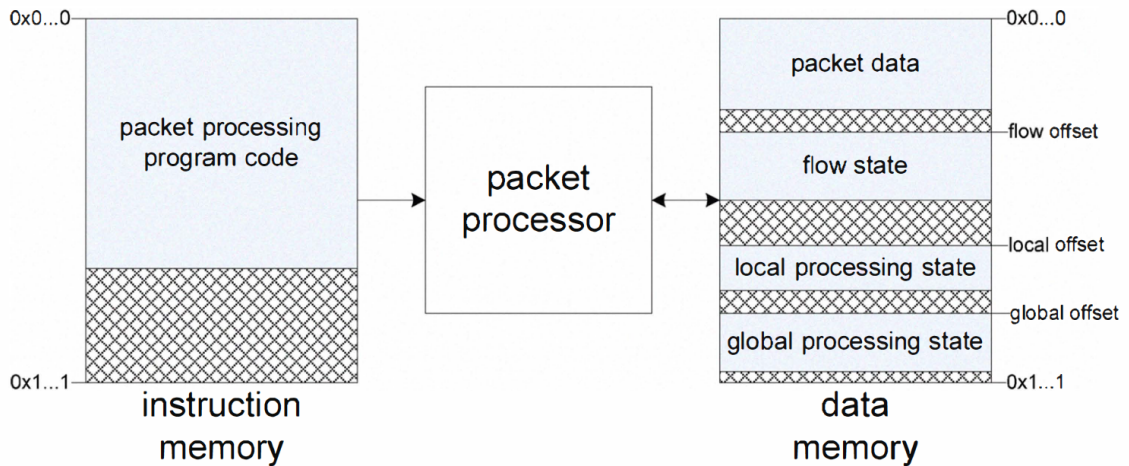 0x0...0
packet processing
program code
0x1...1
instruction
memory
packet
processor
0x0...0
packet data
flow offset
flow state
local offset
local processing state
global offset
global processing state
0x1...1
data
memory